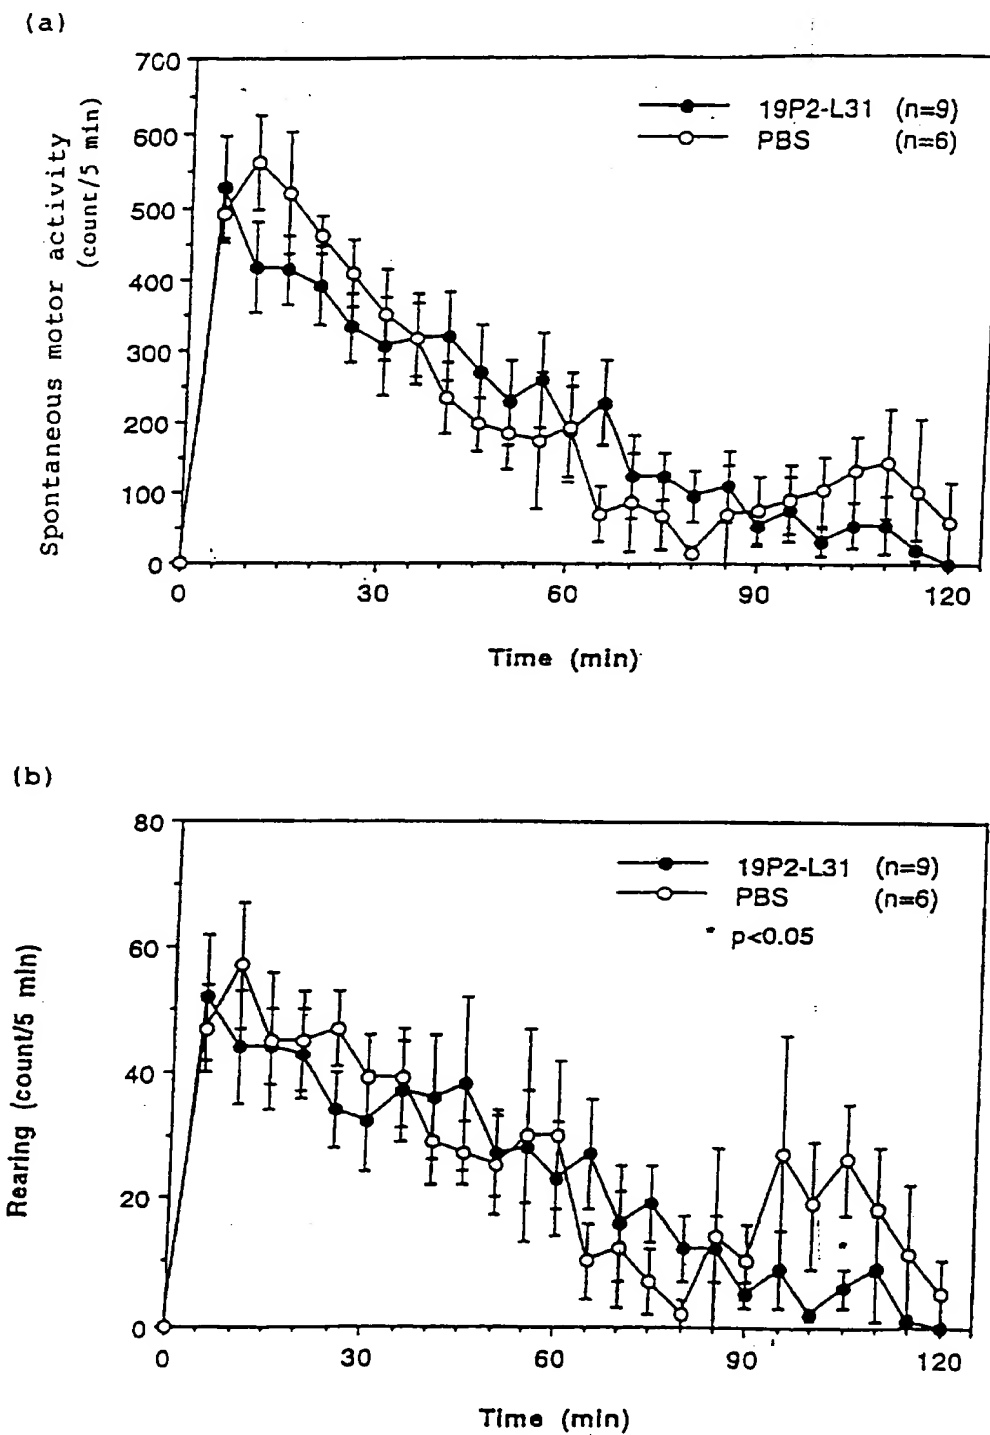 (a)
700
600
500
400
300
200
100
0
Spontaneous motor activity
(count/5 min)
19P2-L31 (n=9)
PBS (n=6)
0 30 60 90 120
Time (min)
(b)
80
60
40
20
0
Rearing (count/5 min)
19P2-L31 (n=9)
PBS (n=6)
* p<0.05
*
0 30 60 90 120
Time (min)